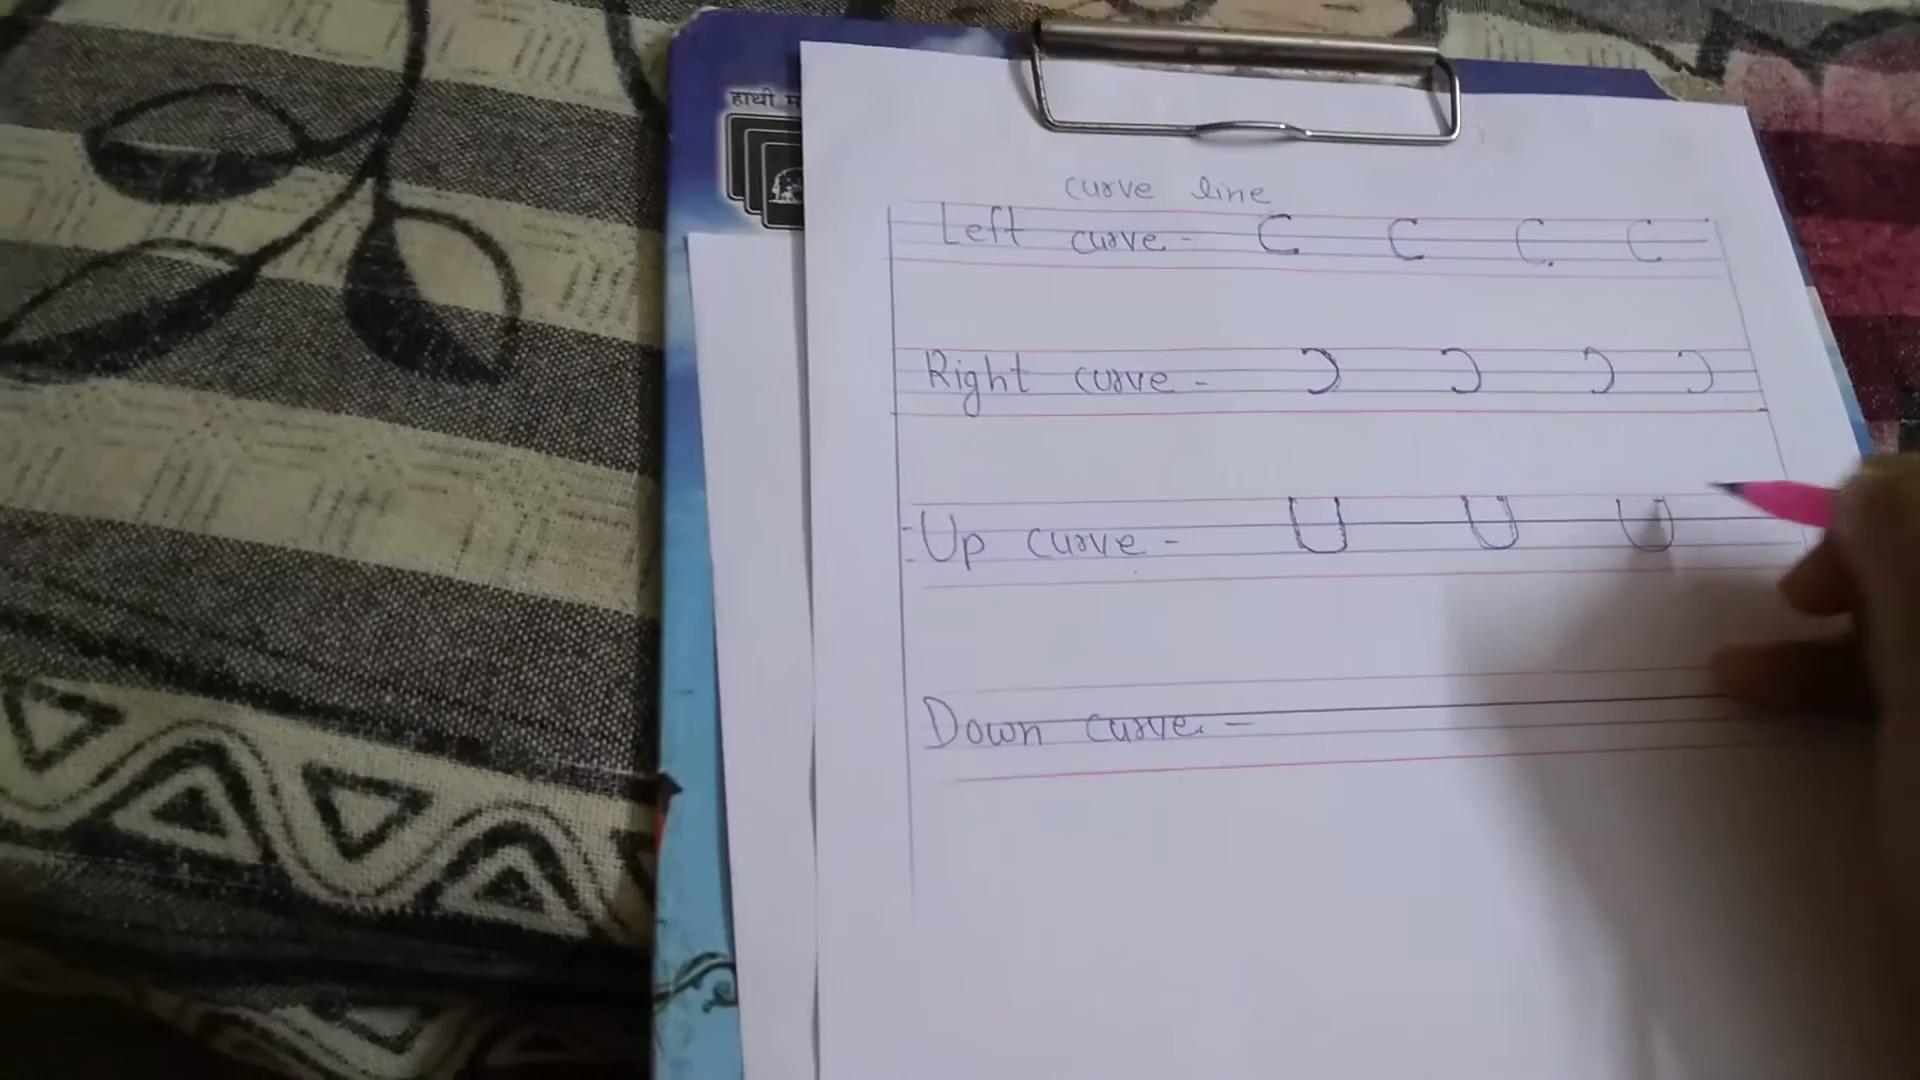 हाथी म
curve line
Left curve - C C C C
Right curve - Ɔ Ɔ Ɔ Ɔ
Up curve - U U U
Down curve -